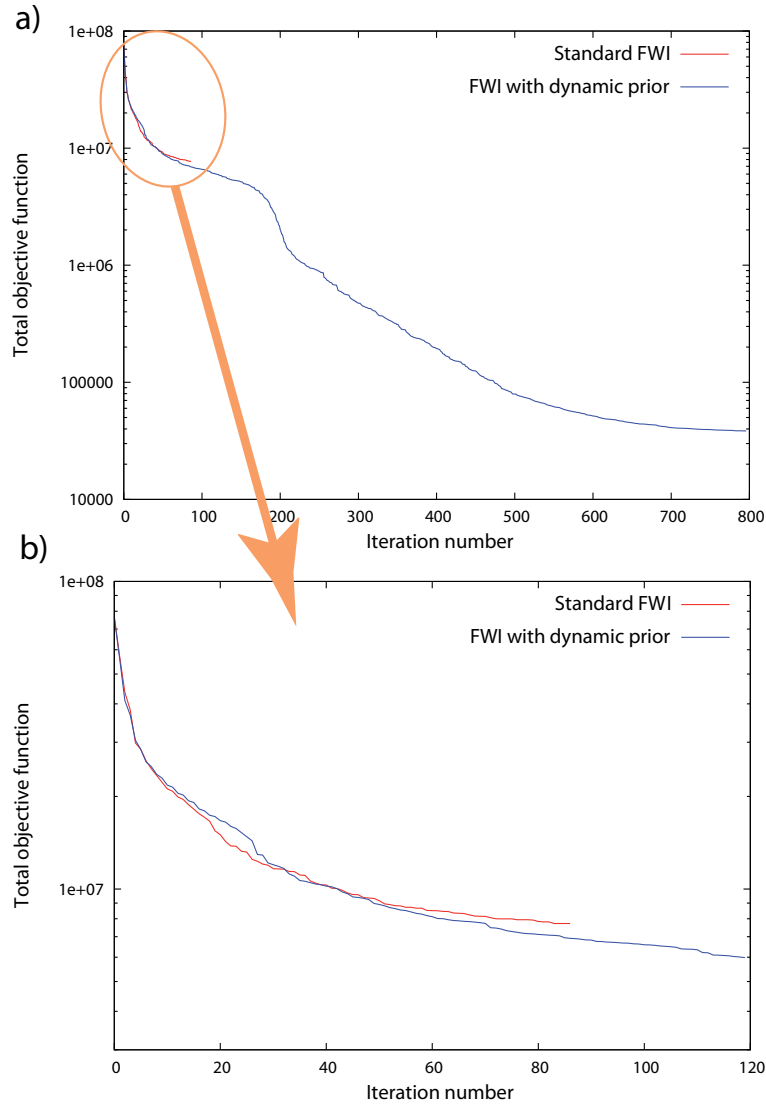 a)
1e+08
1e+07
1e+06
100000
10000
Total objective function
Standard FWI
FWI with dynamic prior
0 100 200 300 400 500 600 700 800
Iteration number
b)
1e+08
1e+07
Total objective function
Standard FWI
FWI with dynamic prior
0 20 40 60 80 100 120
Iteration number